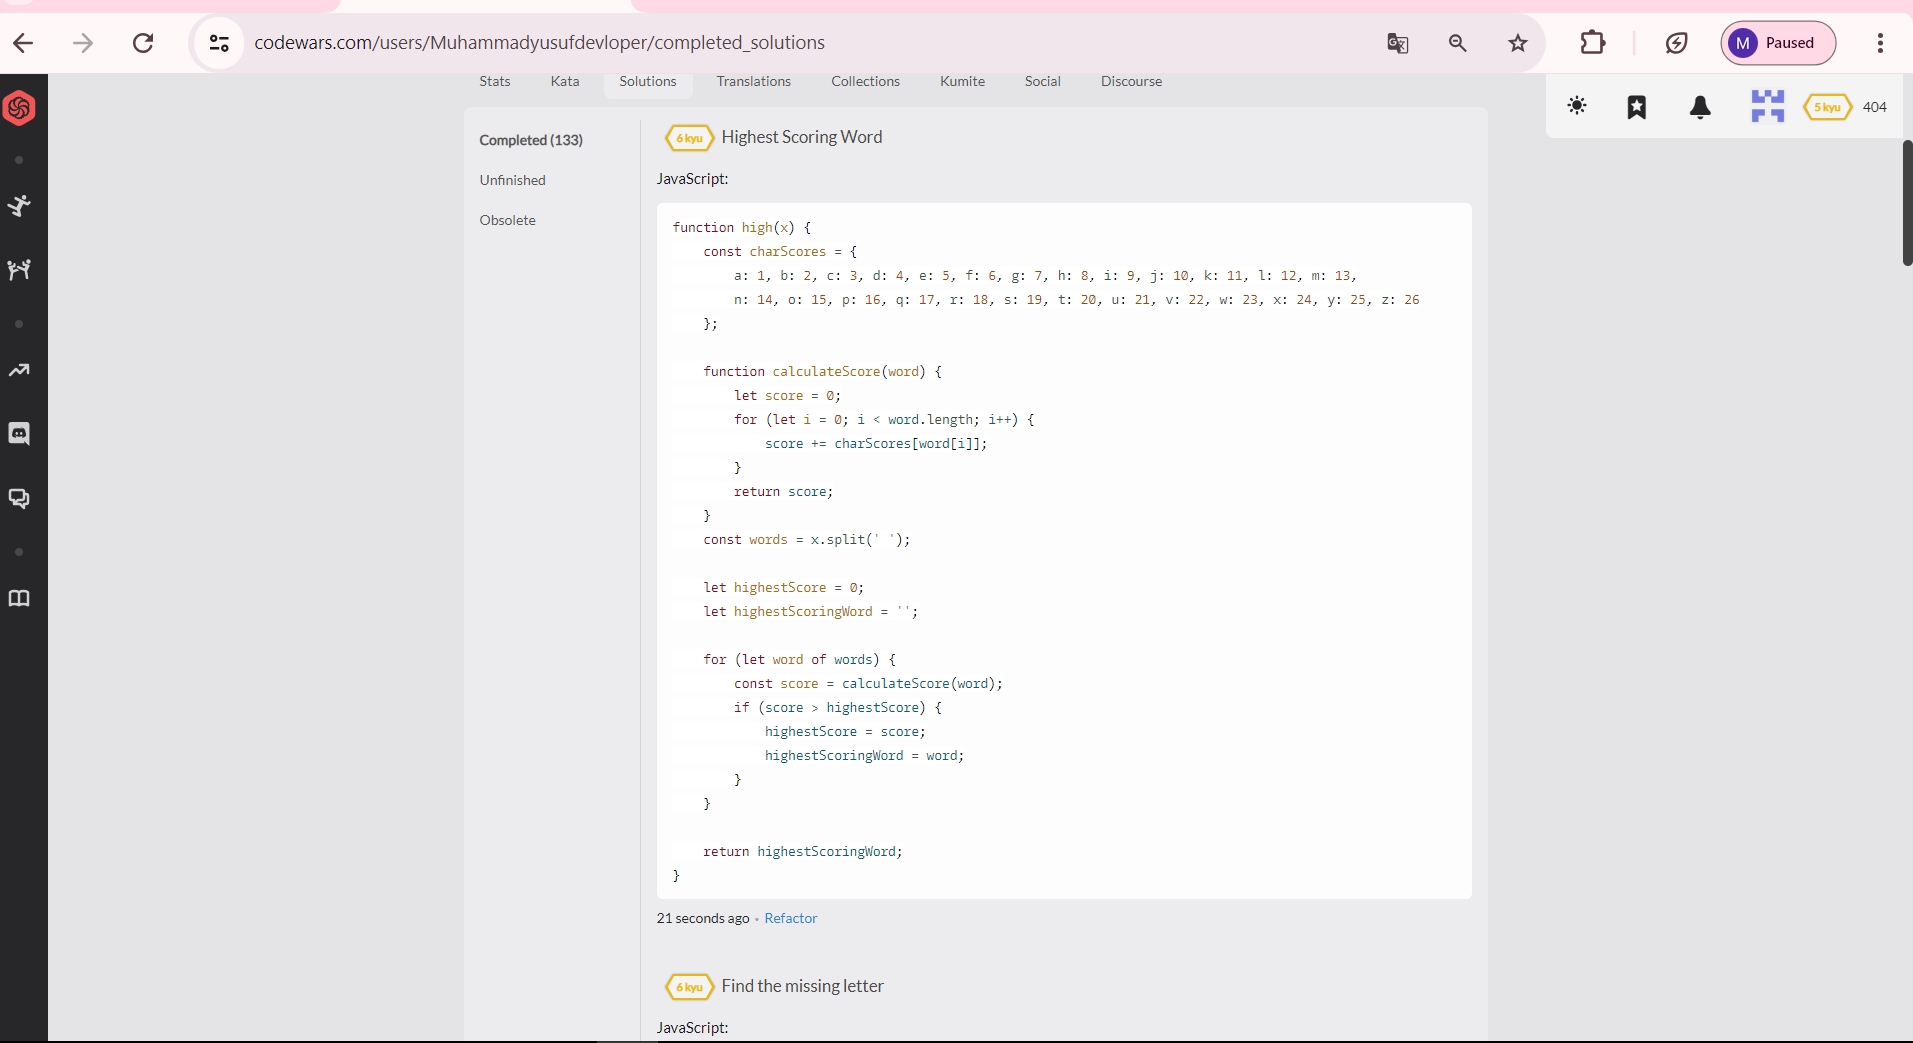 codewars.com/users/Muhammadyusufdevloper/completed_solutions
M Paused
Stats Kata Solutions Translations Collections Kumite Social Discourse
5 kyu 404
Completed (133)
Unfinished
Obsolete
6 kyu Highest Scoring Word
JavaScript:
function high(x) {
    const charScores = {
        a: 1, b: 2, c: 3, d: 4, e: 5, f: 6, g: 7, h: 8, i: 9, j: 10, k: 11, l: 12, m: 13,
        n: 14, o: 15, p: 16, q: 17, r: 18, s: 19, t: 20, u: 21, v: 22, w: 23, x: 24, y: 25, z: 26
    };
    function calculateScore(word) {
        let score = 0;
        for (let i = 0; i < word.length; i++) {
            score += charScores[word[i]];
        }
        return score;
    }
    const words = x.split(' ');
    let highestScore = 0;
    let highestScoringWord = '';
    for (let word of words) {
        const score = calculateScore(word);
        if (score > highestScore) {
            highestScore = score;
            highestScoringWord = word;
        }
    }
    return highestScoringWord;
}
21 seconds ago • Refactor
6 kyu Find the missing letter
JavaScript: